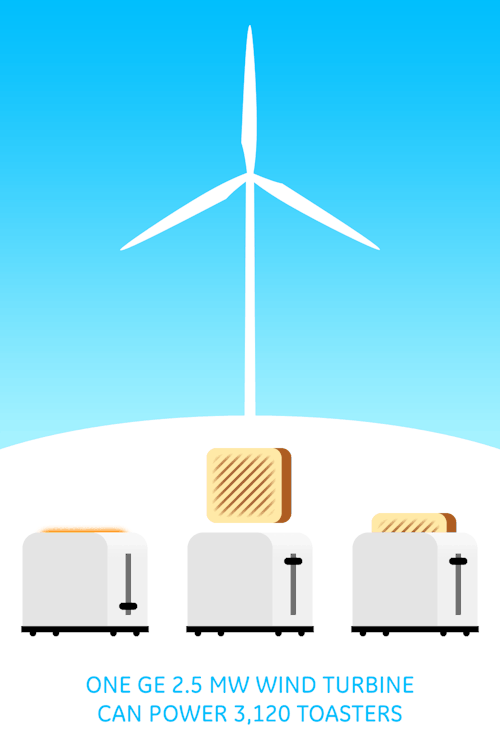 ONE GE 2.5 MW WIND TURBINE
CAN POWER 3,120 TOASTERS